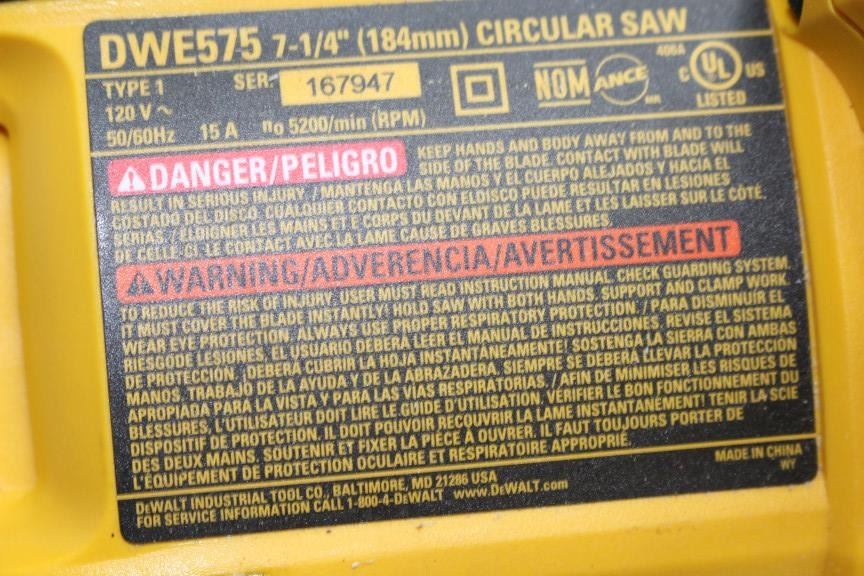 DWE575 7-1/4" (184mm) CIRCULAR SAW
TYPE 1 SER. 167947
120 V ~
50/60Hz 15 A no 5200/min (RPM)
NOM ANCE
406A
C UL US
LISTED
DANGER/PELIGRO KEEP HANDS AND BODY AWAY FROM AND TO THE
SIDE OF THE BLADE. CONTACT WITH BLADE WILL
RESULT IN SERIOUS INJURY. / MANTENGA LAS MANOS Y EL CUERPO ALEJADOS Y HACIA EL
COSTADO DEL DISCO. CUALQUIER CONTACTO CON ELDISCO PUEDE RESULTAR EN LESIONES
SERIAS. / ÉLOIGNER LES MAINS ET E CORPS DU DEVANT DE LA LAME ET LES LAISSER SUR LE CÔTÉ
DE CELLE- LE CONTACT AVEC LA LAME CAUSE DE GRAVES BLESSURES
WARNING/ADVERENCIA/AVERTISSEMENT
TO REDUCE THE RISK OF INJURY, USER MUST READ INSTRUCTION MANUAL. CHECK GUARDING SYSTEM.
IT MUST COVER THE BLADE INSTANTLY! HOLD SAW WITH BOTH HANDS. SUPPORT AND CLAMP WORK.
WEAR EYE PROTECTION. ALWAYS USE PROPER RESPIRATORY PROTECTION. / PARA DISMINUIR EL
RIESGODE LESIONES, EL USUARIO DEBERÁ LEER EL MANUAL DE INSTRUCCIONES. REVISE EL SISTEMA
DE PROTECCIÓN. ¡DEBERÁ CUBRIR LA HOJA INSTANTÁNEAMENTE! SOSTENGA LA SIERRA CON AMBAS
MANOS. TRABAJO DE LA AYUDA Y DE LA ABRAZADERA. SIEMPRE SE DEBERÁ LLEVAR LA PROTECCIÓN
APROPIADA PARA LA VISTA Y PARA LAS VÍAS RESPIRATORIAS. / AFIN DE MINIMISER LES RISQUES DE
BLESSURES, L'UTILISATEUR DOIT LIRE LE GUIDE D'UTILISATION. VÉRIFIER LE BON FONCTIONNEMENT DU
DISPOSITIF DE PROTECTION. IL DOIT POUVOIR RECOUVRIR LA LAME INSTANTANÉMENT! TENIR LA SCIE
DES DEUX MAINS. SOUTENIR ET FIXER LA PIÈCE À OUVRER. IL FAUT TOUJOURS PORTER DE
L'ÉQUIPEMENT DE PROTECTION OCULAIRE ET RESPIRATOIRE APPROPRIÉ.
DEWALT INDUSTRIAL TOOL CO., BALTIMORE, MD 21286 USA
FOR SERVICE INFORMATION CALL 1-800-4-DEWALT www.DEWALT.com
MADE IN CHINA
WY